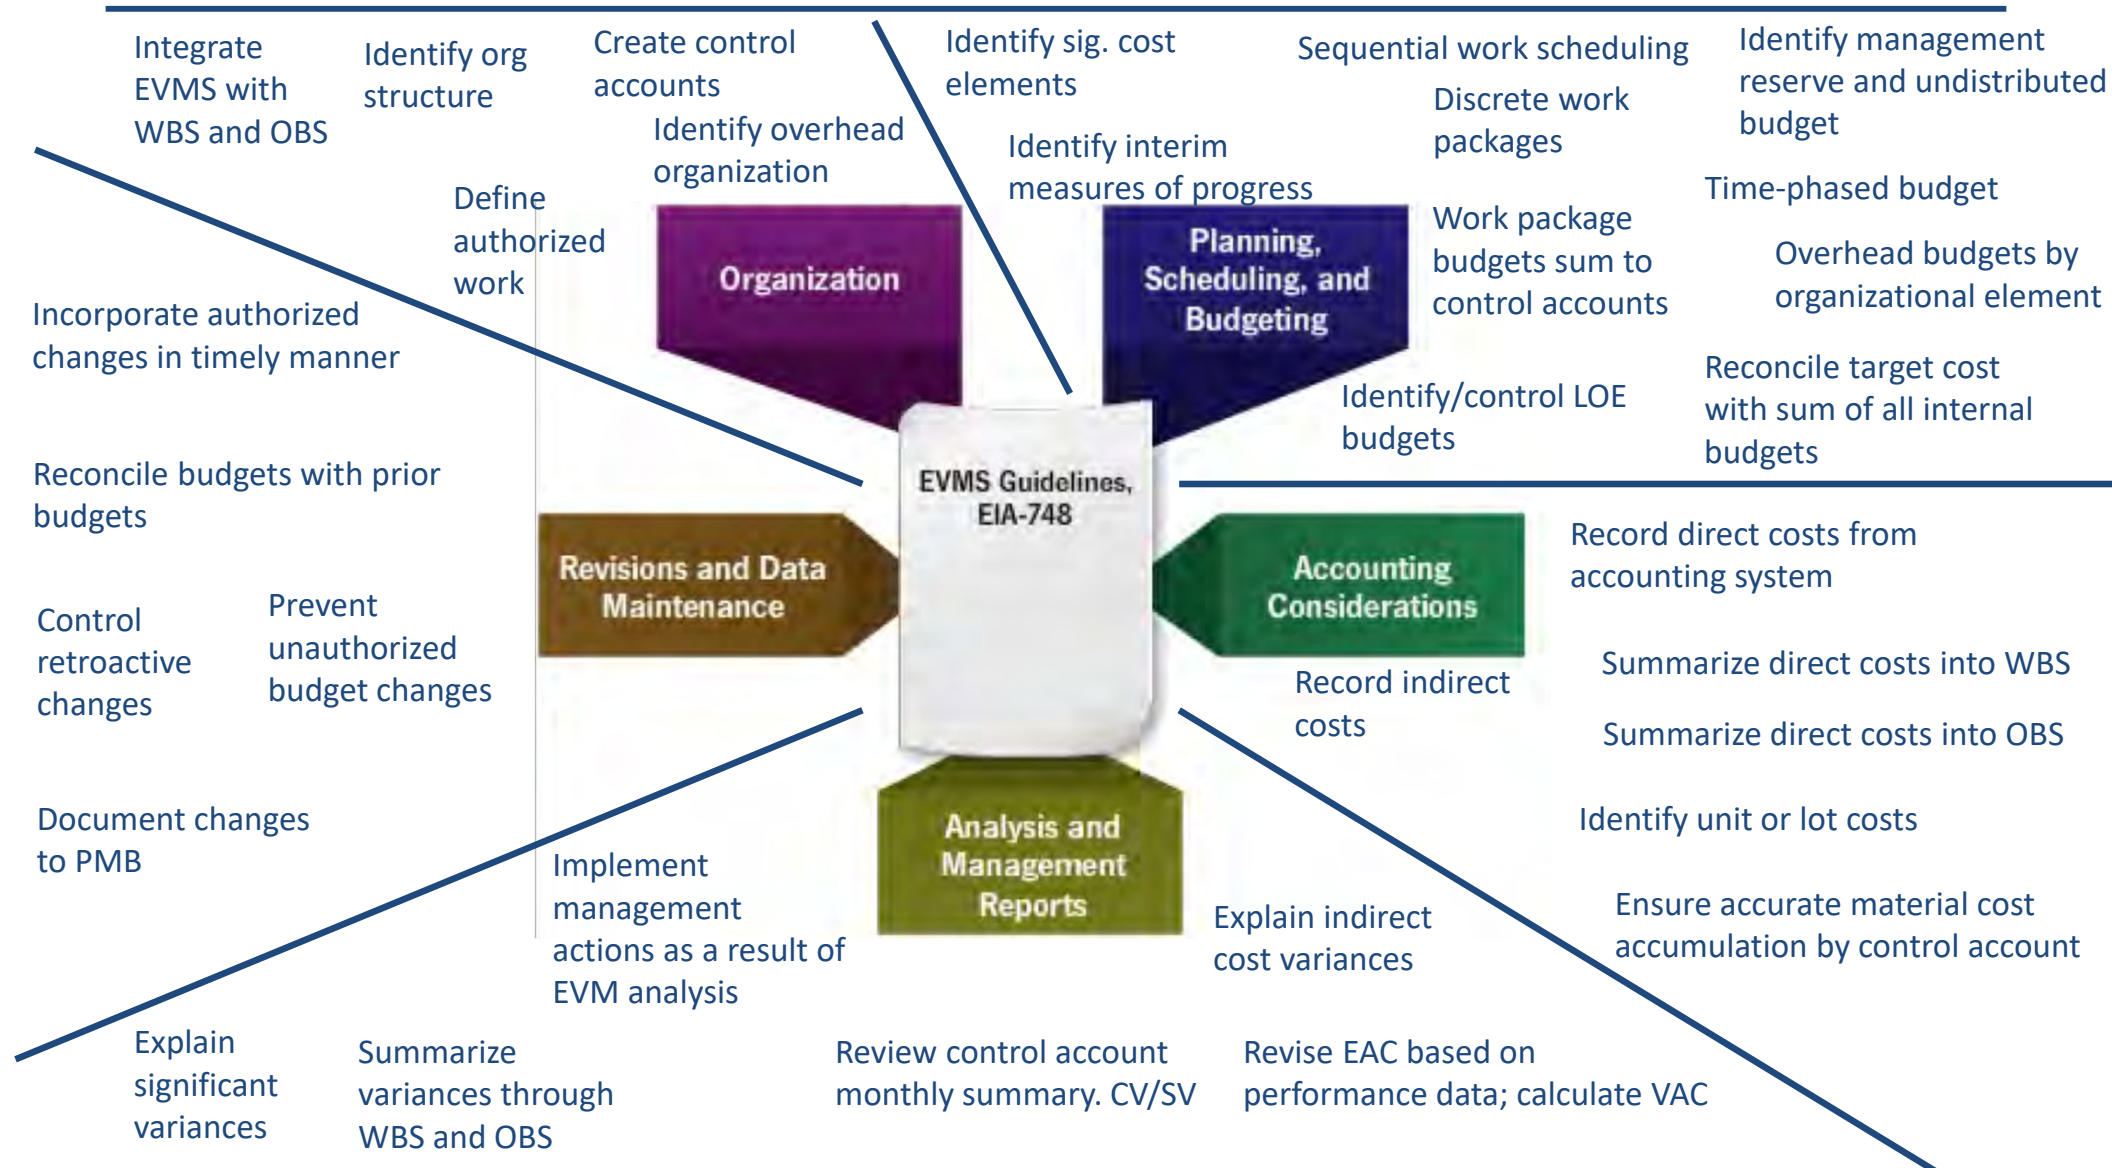 Integrate
EVMS with
WBS and OBS
Identify org
structure
Create control
accounts
Identify overhead
organization
Define
authorized
work
Organization
Identify sig. cost
elements
Identify interim
measures of progress
Sequential work scheduling
Discrete work
packages
Identify management
reserve and undistributed
budget
Time-phased budget
Work package
budgets sum to
control accounts
Overhead budgets by
organizational element
Planning,
Scheduling, and
Budgeting
Identify/control LOE
budgets
Reconcile target cost
with sum of all internal
budgets
Incorporate authorized
changes in timely manner
Reconcile budgets with prior
budgets
Control
retroactive
changes
Prevent
unauthorized
budget changes
Document changes
to PMB
Revisions and Data
Maintenance
EVMS Guidelines,
EIA-748
Accounting
Considerations
Record direct costs from
accounting system
Summarize direct costs into WBS
Record indirect
costs
Summarize direct costs into OBS
Identify unit or lot costs
Ensure accurate material cost
accumulation by control account
Analysis and
Management
Reports
Implement
management
actions as a result of
EVM analysis
Explain indirect
cost variances
Explain
significant
variances
Summarize
variances through
WBS and OBS
Review control account
monthly summary. CV/SV
Revise EAC based on
performance data; calculate VAC